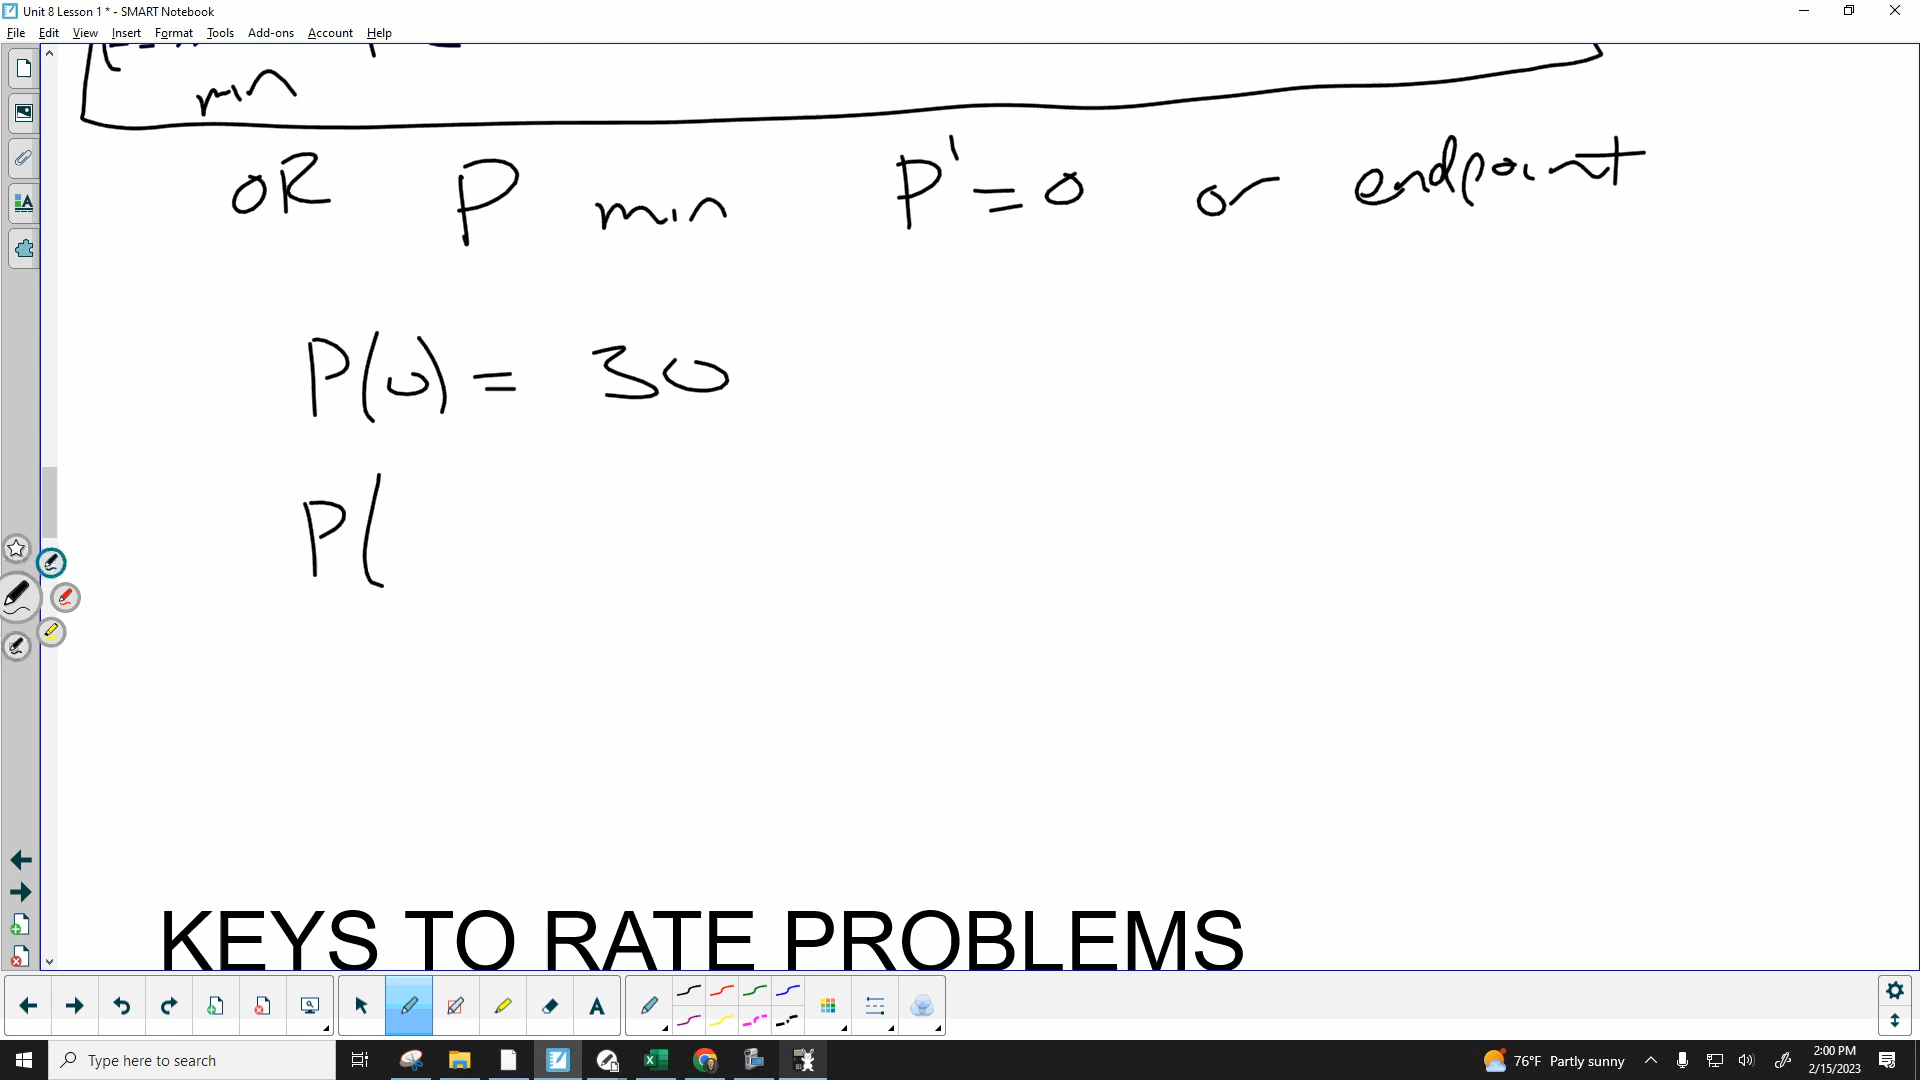 Unit 8 Lesson 1 * - SMART Notebook
File Edit View Insert Format Tools Add-ons Account Help
min
OR P min P' = 0 or endpoint
P(0) = 30
P(
KEYS TO RATE PROBLEMS
A
Type here to search
76°F Partly sunny
2:00 PM
2/15/2023